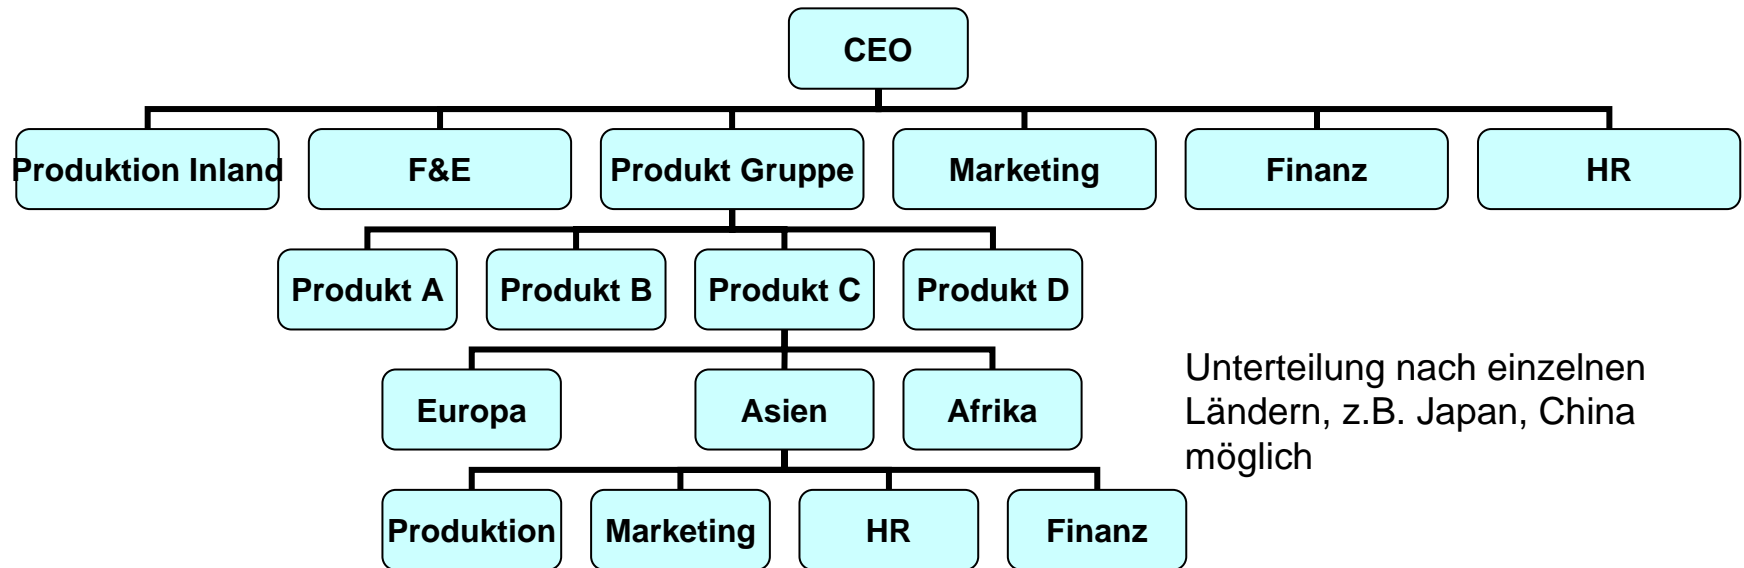 CEO
Produktion Inland
F&E
Produkt Gruppe
Marketing
Finanz
HR
Produkt A
Produkt B
Produkt C
Produkt D
Europa
Asien
Afrika
Unterteilung nach einzelnen
Ländern, z.B. Japan, China
möglich
Produktion
Marketing
HR
Finanz